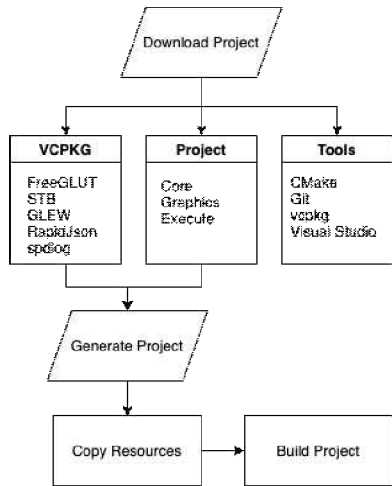 Download Project
VCPKG
FreeGLUT
STB
GLEW
RapidJson
spdlog
Project
Core
Graphics
Execute
Tools
CMake
Git
vcpkg
Visual Studio
Generate Project
Copy Resources
Build Project